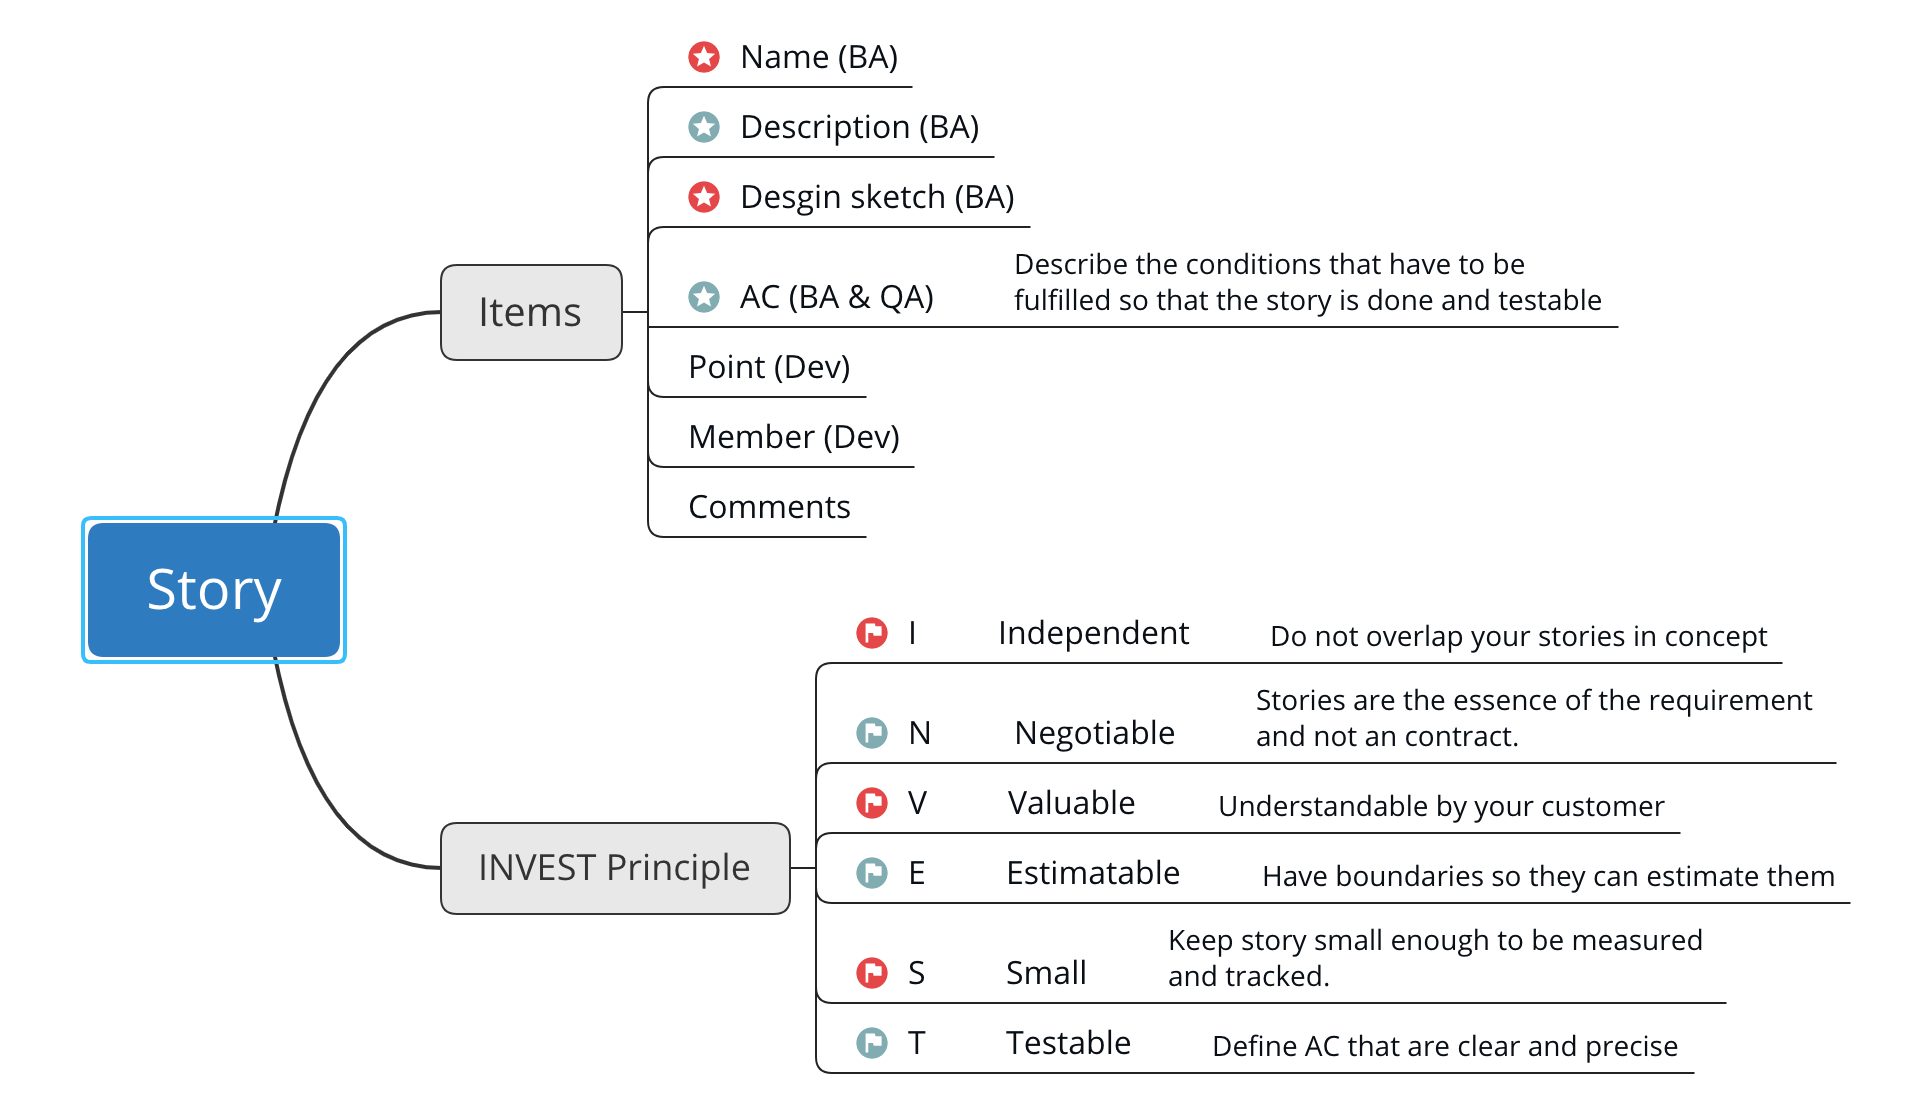 Story
Items
Name (BA)
Description (BA)
Desgin sketch (BA)
AC (BA & QA)
Describe the conditions that have to be
fulfilled so that the story is done and testable
Point (Dev)
Member (Dev)
Comments
INVEST Principle
I Independent Do not overlap your stories in concept
N Negotiable
Stories are the essence of the requirement
and not an contract.
V Valuable Understandable by your customer
E Estimatable Have boundaries so they can estimate them
S Small
Keep story small enough to be measured
and tracked.
T Testable Define AC that are clear and precise